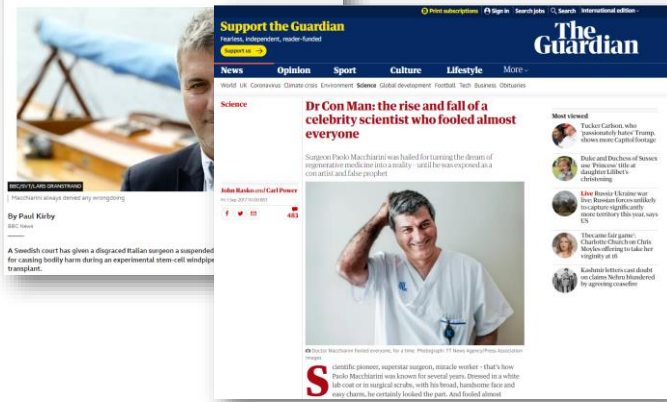 BBC/SVT/LARS GRANSTRAND
Macchiarini always denied any wrongdoing
By Paul Kirby
BBC News
A Swedish court has given a disgraced Italian surgeon a suspended
for causing bodily harm during an experimental stem-cell windpipe
transplant.
Print subscriptions Sign in Search jobs Search International edition
Support the Guardian
Fearless, independent, reader-funded
Support us →
The
Guardian
News Opinion Sport Culture Lifestyle More
World UK Coronavirus Climate crisis Environment Science Global development Football Tech Business Obituaries
Science
Dr Con Man: the rise and fall of a
celebrity scientist who fooled almost
everyone
Surgeon Paolo Macchiarini was hailed for turning the dream of
regenerative medicine into a reality – until he was exposed as a
con artist and false prophet
John Rasko and Carl Power
Fri 1 Sep 2017
483
Doctor Macchiarini fooled everyone, for a time. Photograph: TT News Agency/Press Association
Images
Scientific pioneer, superstar surgeon, miracle worker – that's how
Paolo Macchiarini was known for several years. Dressed in a white
lab coat or in surgical scrubs, with his broad, handsome face and
easy charm, he certainly looked the part. And fooled almost
Most viewed
Tucker Carlson, who
'passionately hates' Trump,
shows more Capitol footage
Duke and Duchess of Sussex
use 'Princess' title at
daughter Lilibet's
christening
Live Russia-Ukraine war
live: Russian forces unlikely
to capture significantly
more territory this year, says
US
'I became fair game':
Charlotte Church on Chris
Moyles offering to take her
virginity at 16
Kashmir letters cast doubt
on claims Nehru blundered
by agreeing ceasefire